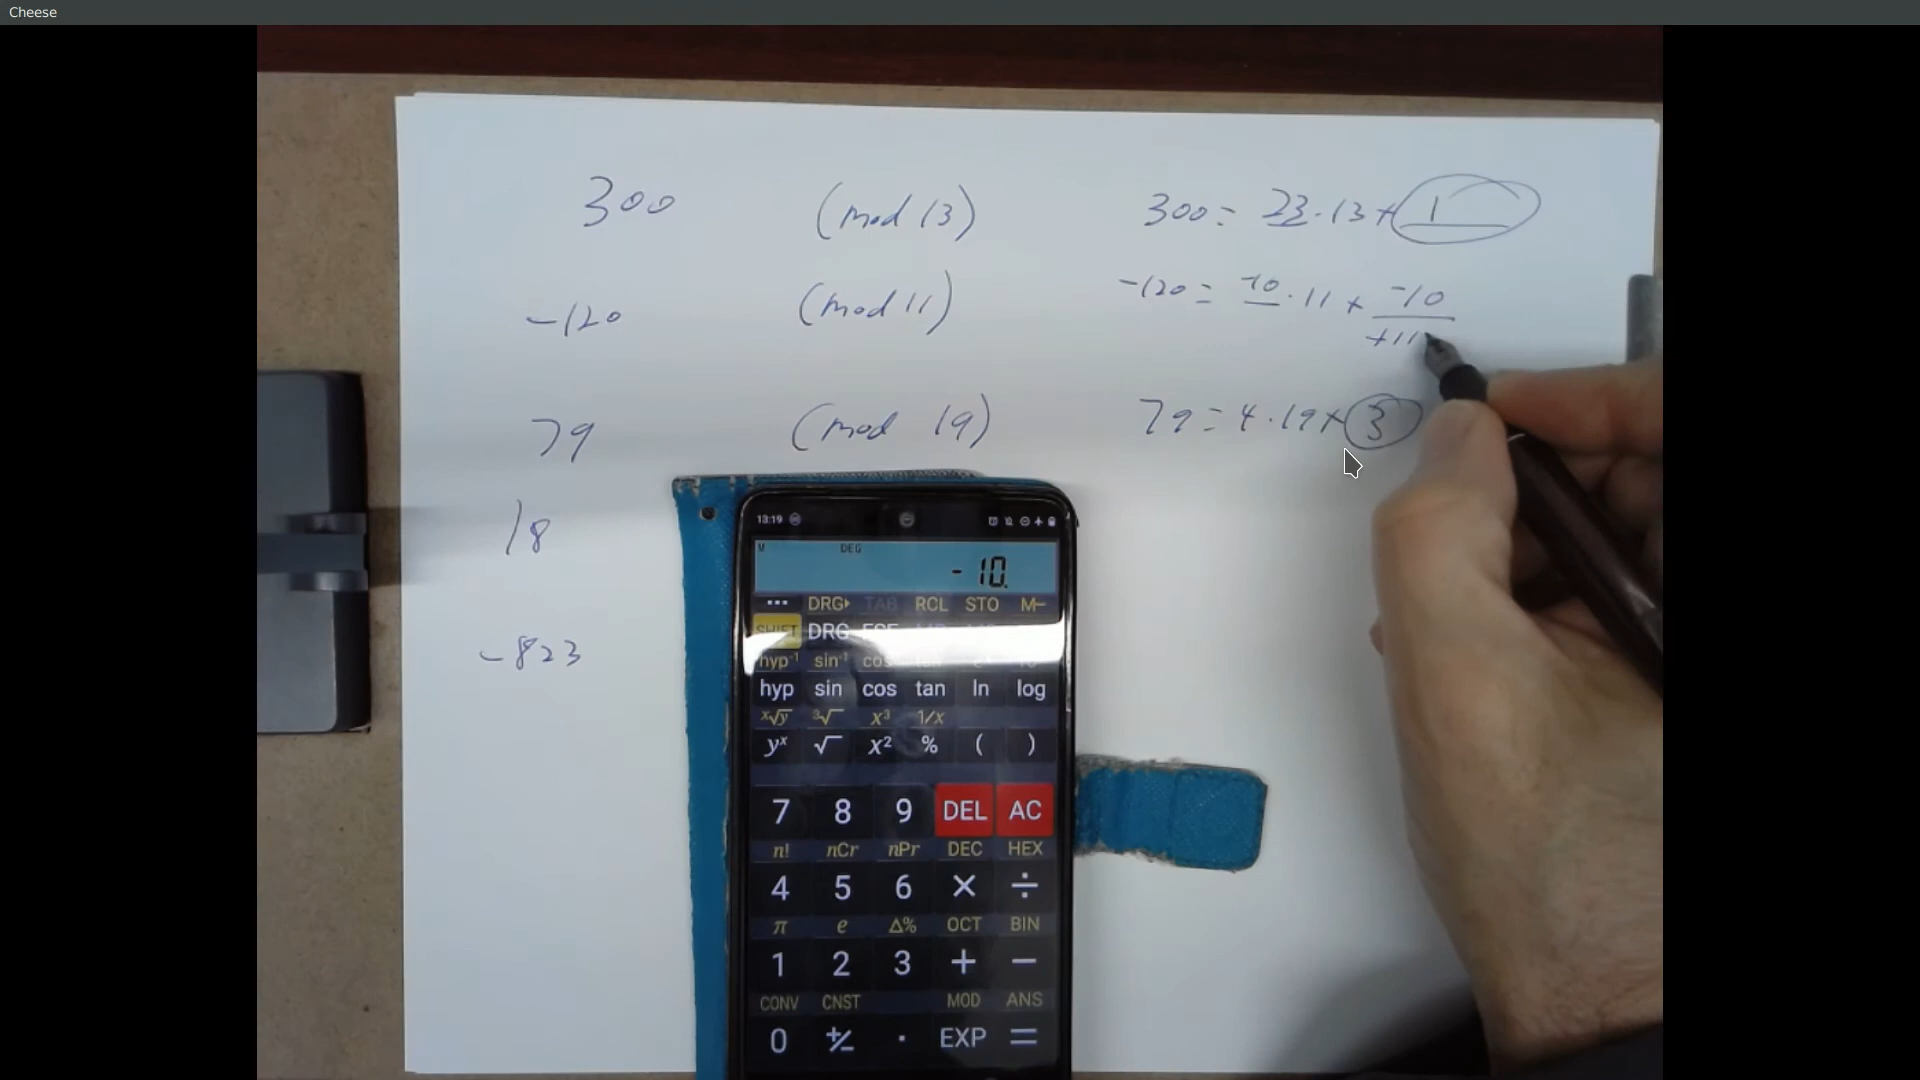 Cheese
300 (mod 13) 300 = 23 · 13 + 1
-120 (mod 11) -120 = -10 · 11 + -10
+11
79 (mod 19) 79 = 4 · 19 + 3
18
-823
13:19
M DEG
- 10.
... DRG▸ TAB RCL STO M-
SHIFT DRG
hyp⁻¹ sin⁻¹ cos
hyp sin cos tan ln log
ˣ√y ³√ x³ 1/x
yˣ √ x² % ( )
7 8 9 DEL AC
n! nCr nPr DEC HEX
4 5 6 × ÷
π e Δ% OCT BIN
1 2 3 + −
CONV CNST MOD ANS
0 +/- . EXP =